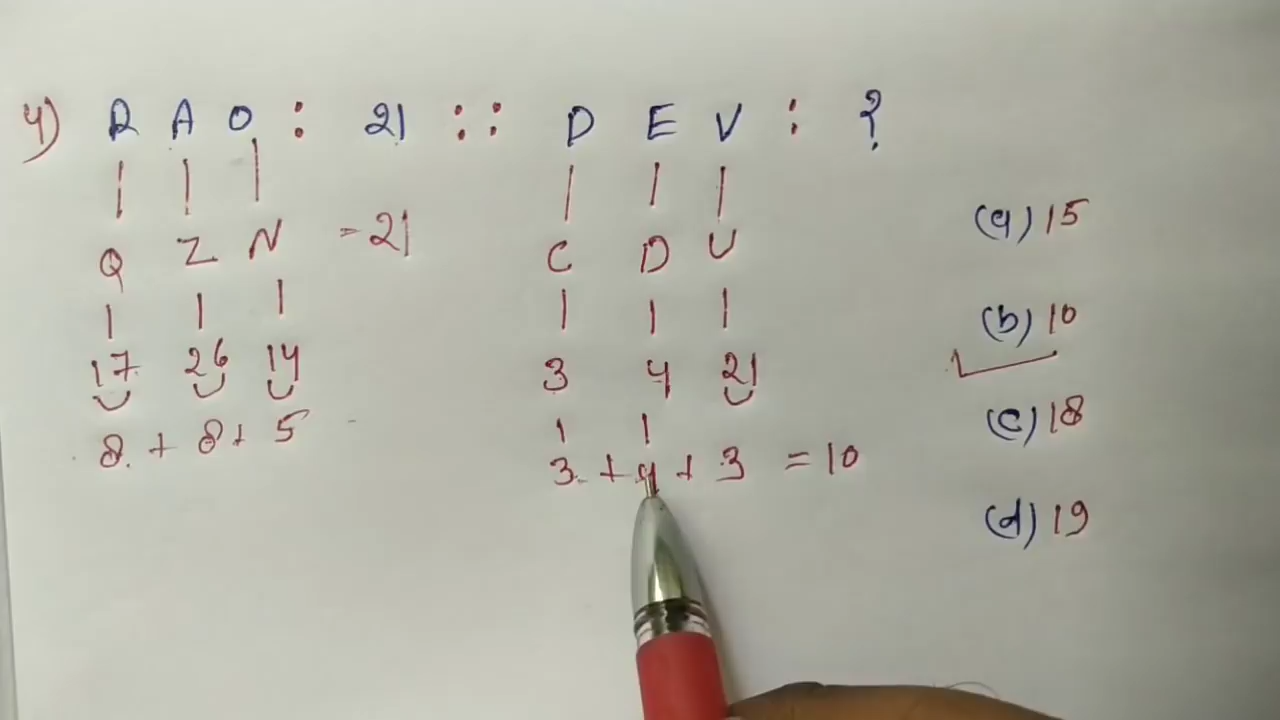 4) R A O : 21 :: D E V : ?
Q Z N = 21
C D U
17 26 14
3 4 21
8 + 8 + 5
3 + 4 + 3 = 10
(a) 15
(b) 10
(c) 18
(d) 19